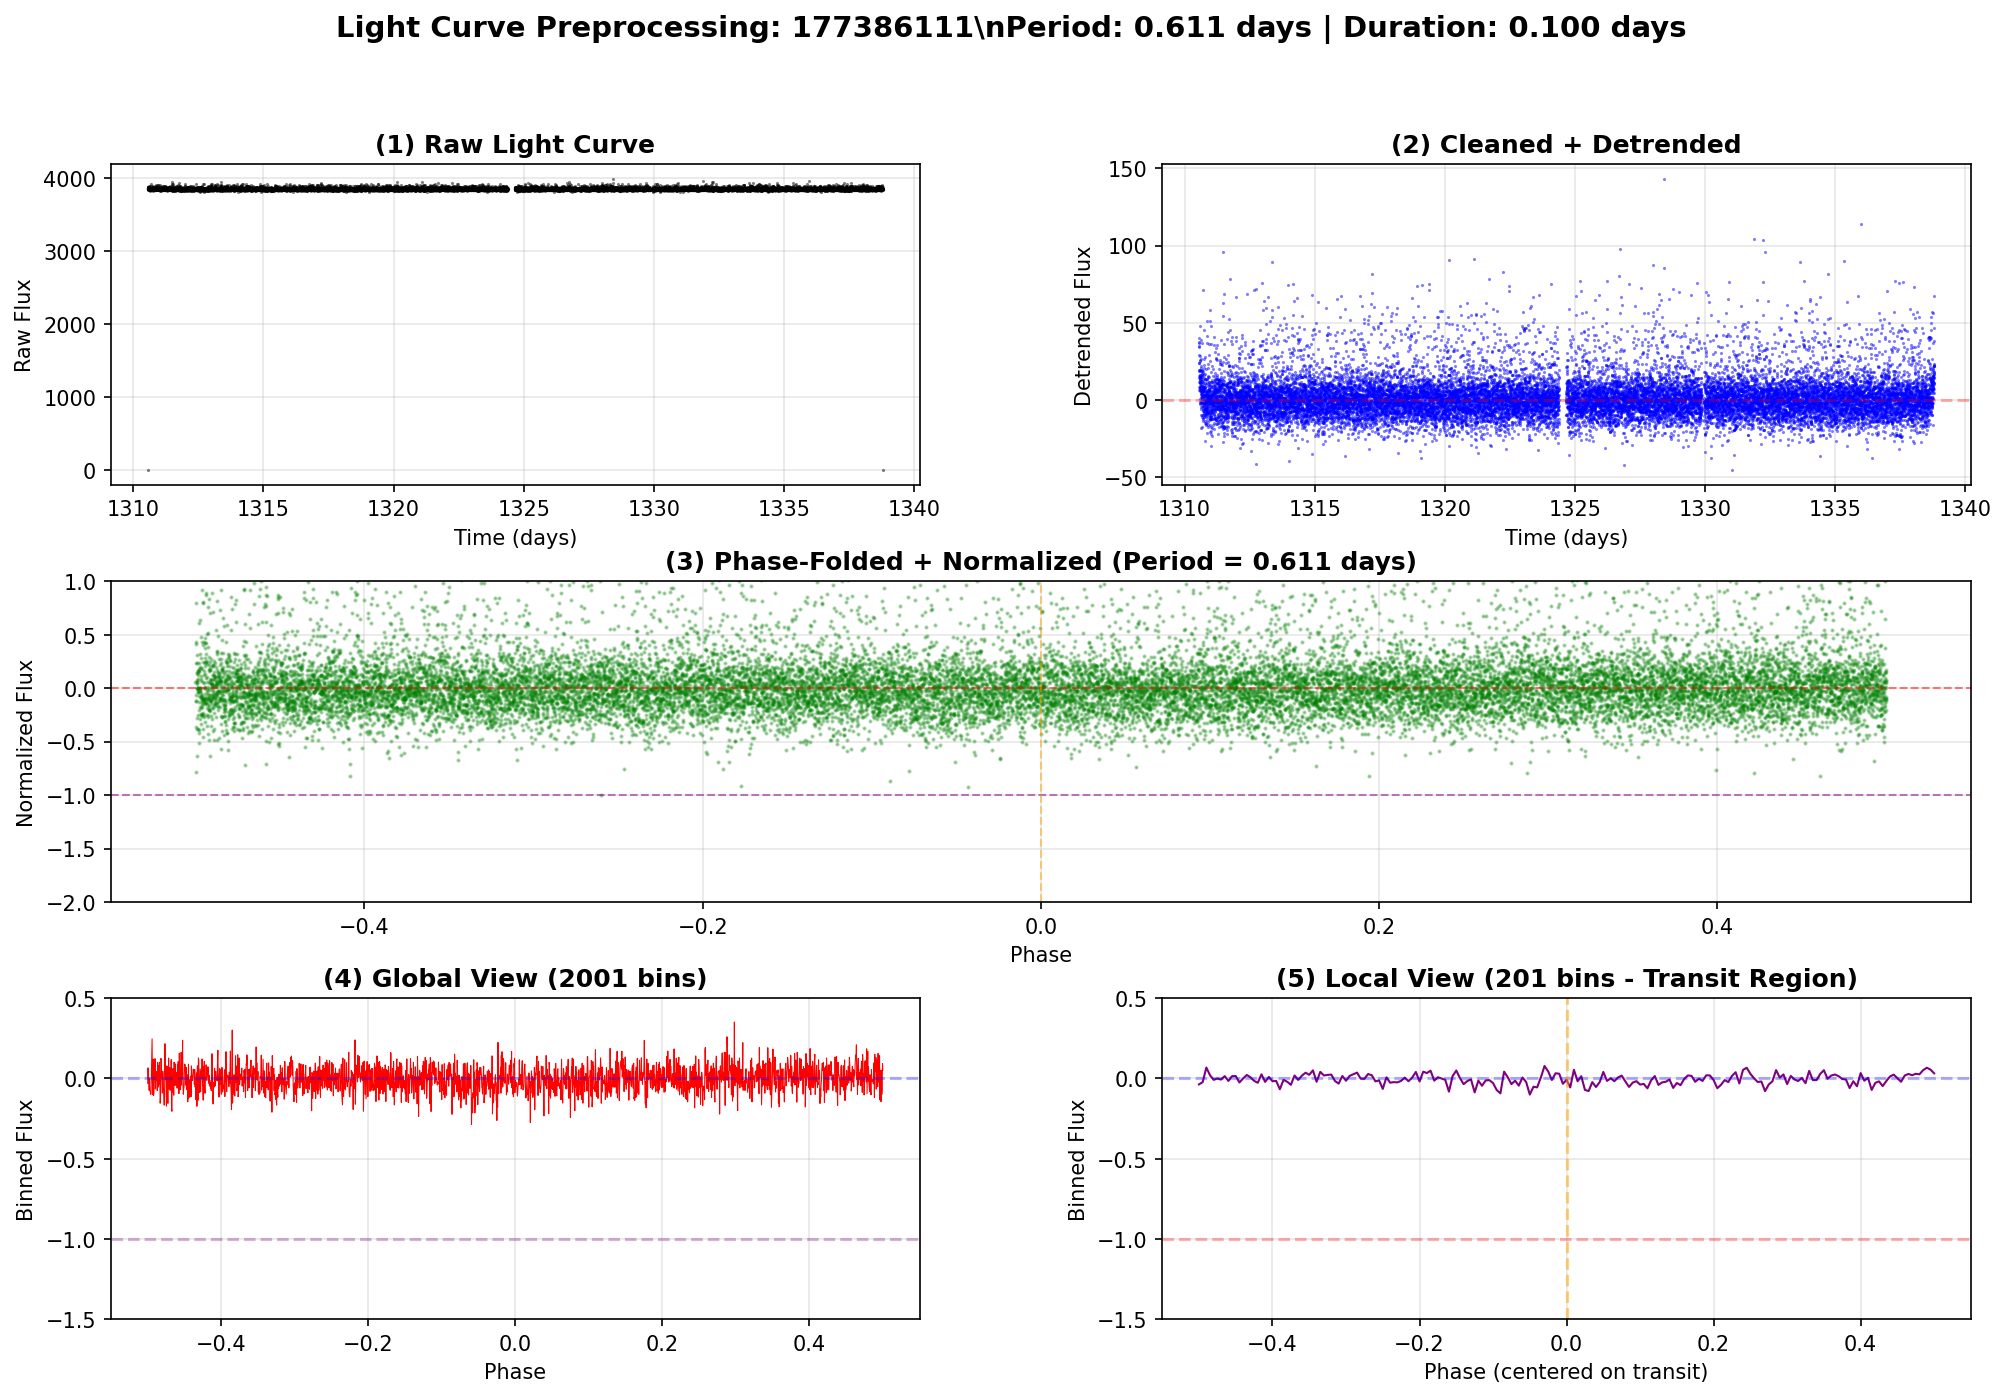 Light Curve Preprocessing: 177386111\nPeriod: 0.611 days | Duration: 0.100 days
(1) Raw Light Curve
4000
3000
2000
1000
0
Raw Flux
1310 1315 1320 1325 1330 1335 1340
Time (days)
(2) Cleaned + Detrended
150
100
50
0
−50
Detrended Flux
1310 1315 1320 1325 1330 1335 1340
Time (days)
(3) Phase-Folded + Normalized (Period = 0.611 days)
1.0
0.5
0.0
−0.5
−1.0
−1.5
−2.0
Normalized Flux
−0.4 −0.2 0.0 0.2 0.4
Phase
(4) Global View (2001 bins)
0.5
0.0
−0.5
−1.0
−1.5
Binned Flux
−0.4 −0.2 0.0 0.2 0.4
Phase
(5) Local View (201 bins - Transit Region)
0.5
0.0
−0.5
−1.0
−1.5
Binned Flux
−0.4 −0.2 0.0 0.2 0.4
Phase (centered on transit)